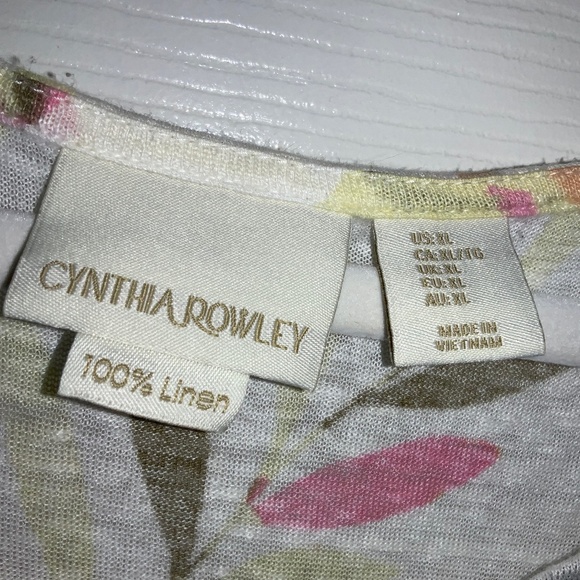 CYNTHIA ROWLEY
100% Linen
US: XL
CA: XL/TG
UK: XL
EU: XL
AU: XL
MADE IN
VIETNAM